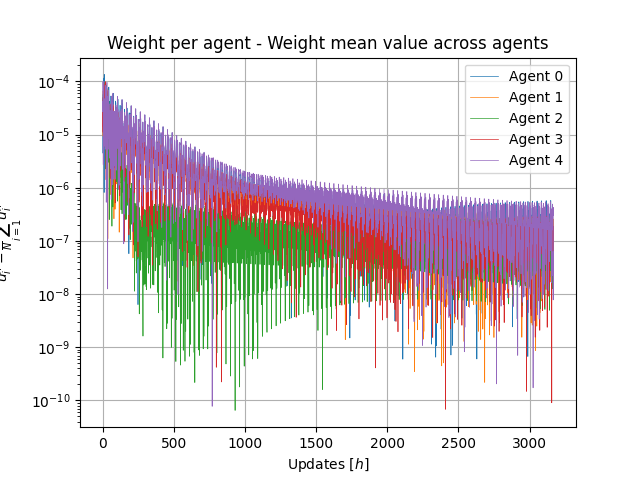 Weight per agent - Weight mean value across agents
Agent 0
Agent 1
Agent 2
Agent 3
Agent 4
10⁻⁴
10⁻⁵
10⁻⁶
10⁻⁷
10⁻⁸
10⁻⁹
10⁻¹⁰
0 500 1000 1500 2000 2500 3000
Updates [h]